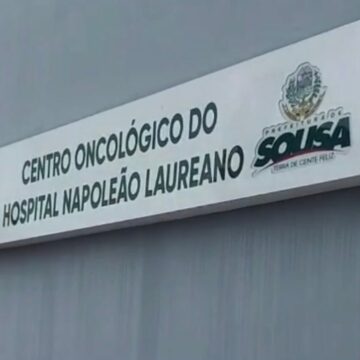 CENTRO ONCOLÓGICO DO
HOSPITAL NAPOLEÃO LAUREANO
PREFEITURA DE
SOUSA
TERRA DE GENTE FELIZ